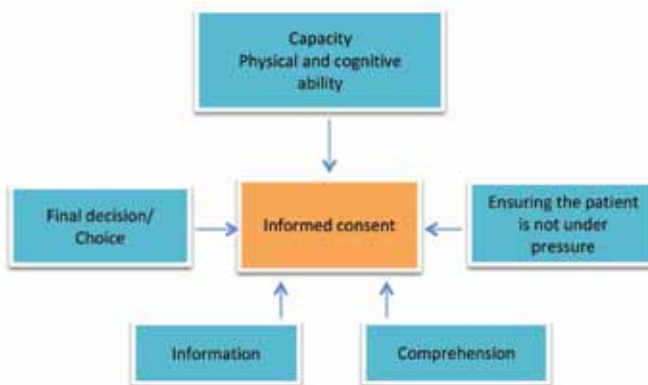 Capacity
Physical and cognitive
ability
Final decision/
Choice
Informed consent
Ensuring the patient
is not under
pressure
Information
Comprehension